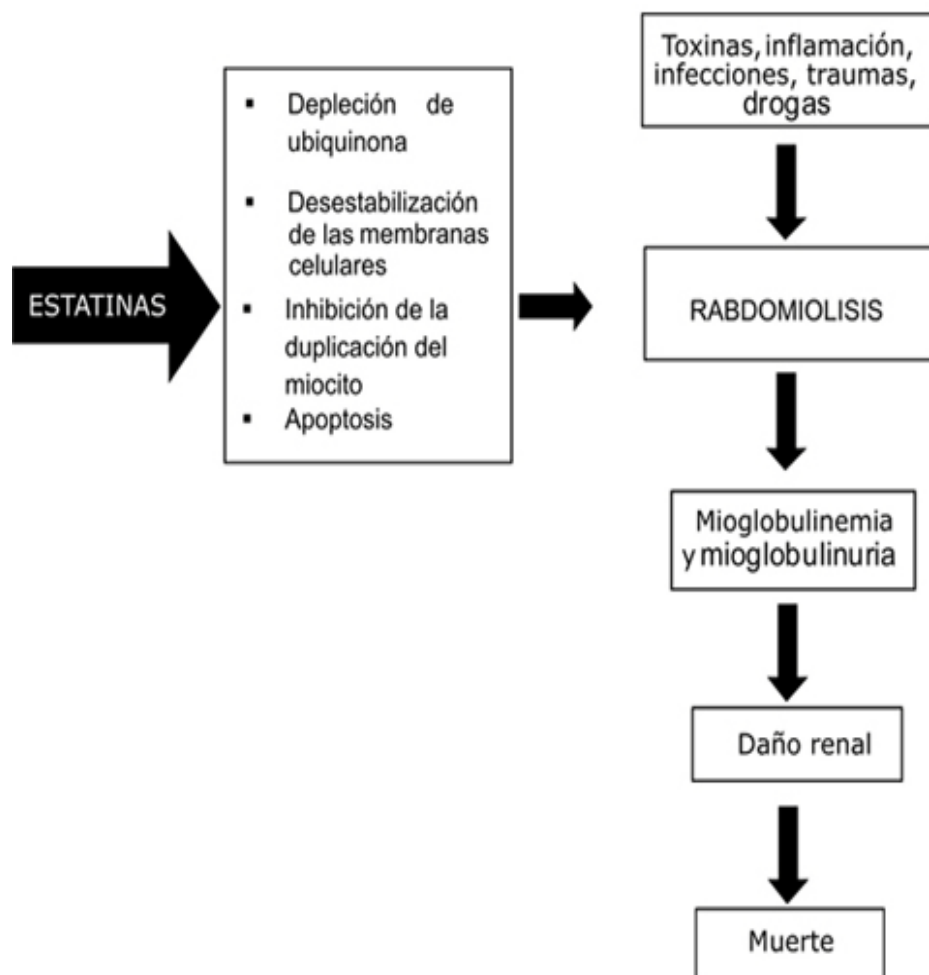 Toxinas, inflamación,
infecciones, traumas,
drogas
ESTATINAS
▪ Depleción de
ubiquinona
▪ Desestabilización
de las membranas
celulares
▪ Inhibición de la
duplicación del
miocito
▪ Apoptosis
RABDOMIOLISIS
Mioglobulinemia
y mioglobulinuria
Daño renal
Muerte